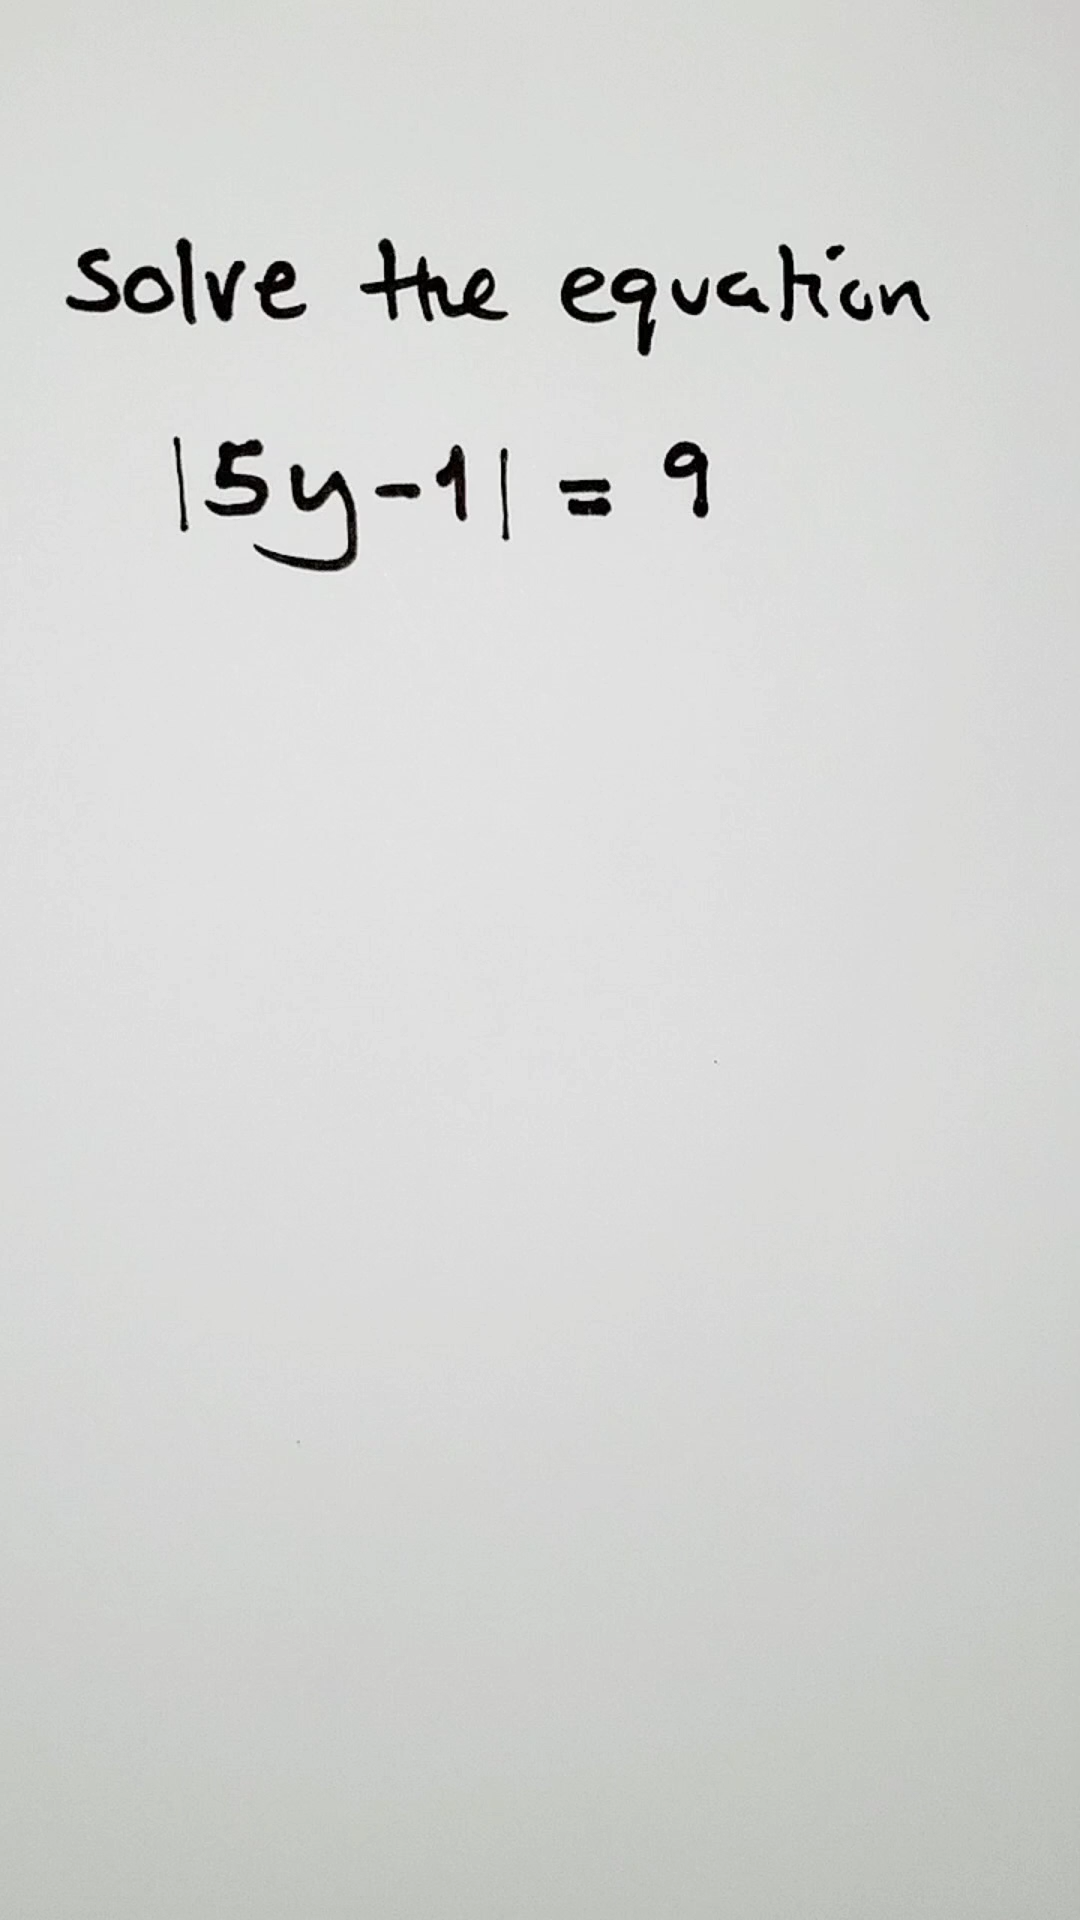 solve the equation
|5y-1| = 9